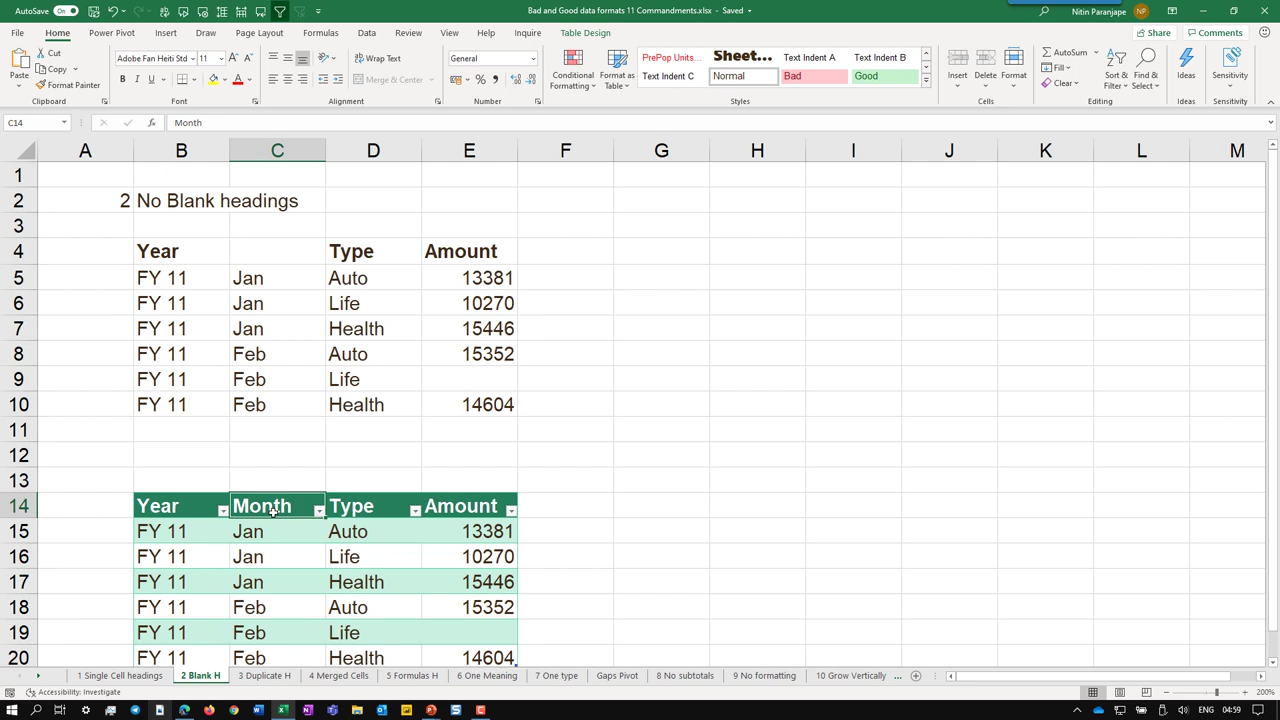 AutoSave On
Bad and Good data formats 11 Commandments.xlsx - Saved
Nitin Paranjape NP
File Home Power Pivot Insert Draw Page Layout Formulas Data Review View Help Inquire Table Design
Share Comments
Paste Cut Copy Format Painter Clipboard
Adobe Fan Heiti Std 11 Font
Wrap Text Merge & Center Alignment
General Number
Conditional Formatting Format as Table
PrePop Units... Sheet... Text Indent A Text Indent B
Text Indent C Normal Bad Good
Styles
Insert Delete Format Cells
AutoSum Fill Clear Sort & Filter Find & Select Editing
Ideas Ideas
Sensitivity Sensitivity
C14 Month
A B C D E F G H I J K L M
1
2 2 No Blank headings
3
4 Year Type Amount
5 FY 11 Jan Auto 13381
6 FY 11 Jan Life 10270
7 FY 11 Jan Health 15446
8 FY 11 Feb Auto 15352
9 FY 11 Feb Life
10 FY 11 Feb Health 14604
11
12
13
14 Year Month Type Amount
15 FY 11 Jan Auto 13381
16 FY 11 Jan Life 10270
17 FY 11 Jan Health 15446
18 FY 11 Feb Auto 15352
19 FY 11 Feb Life
20 FY 11 Feb Health 14604
1 Single Cell headings 2 Blank H 3 Duplicate H 4 Merged Cells 5 Formulas H 6 One Meaning 7 One type Gaps Pivot 8 No subtotals 9 No formatting 10 Grow Vertically ...
Accessibility: Investigate 200%
ENG 04:59